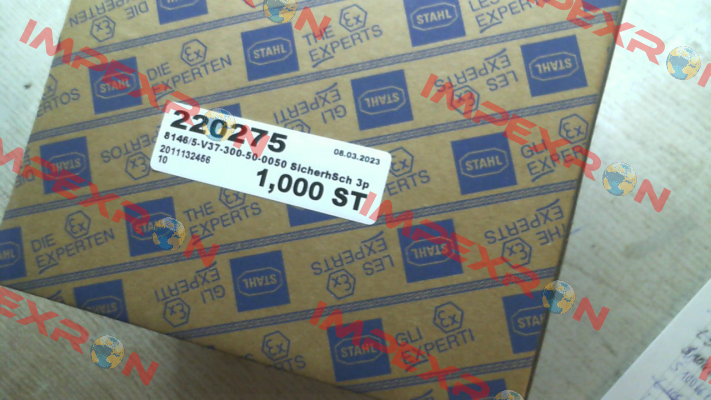 220275
08.03.2023
8146/5-V37-300-50-0050 SicherhSch 3p
2011132456
10
1,000 ST
STAHL
DIE EXPERTEN
THE EXPERTS
LES EXPERTS
GLI EXPERTI
Ex
IMPEXRON